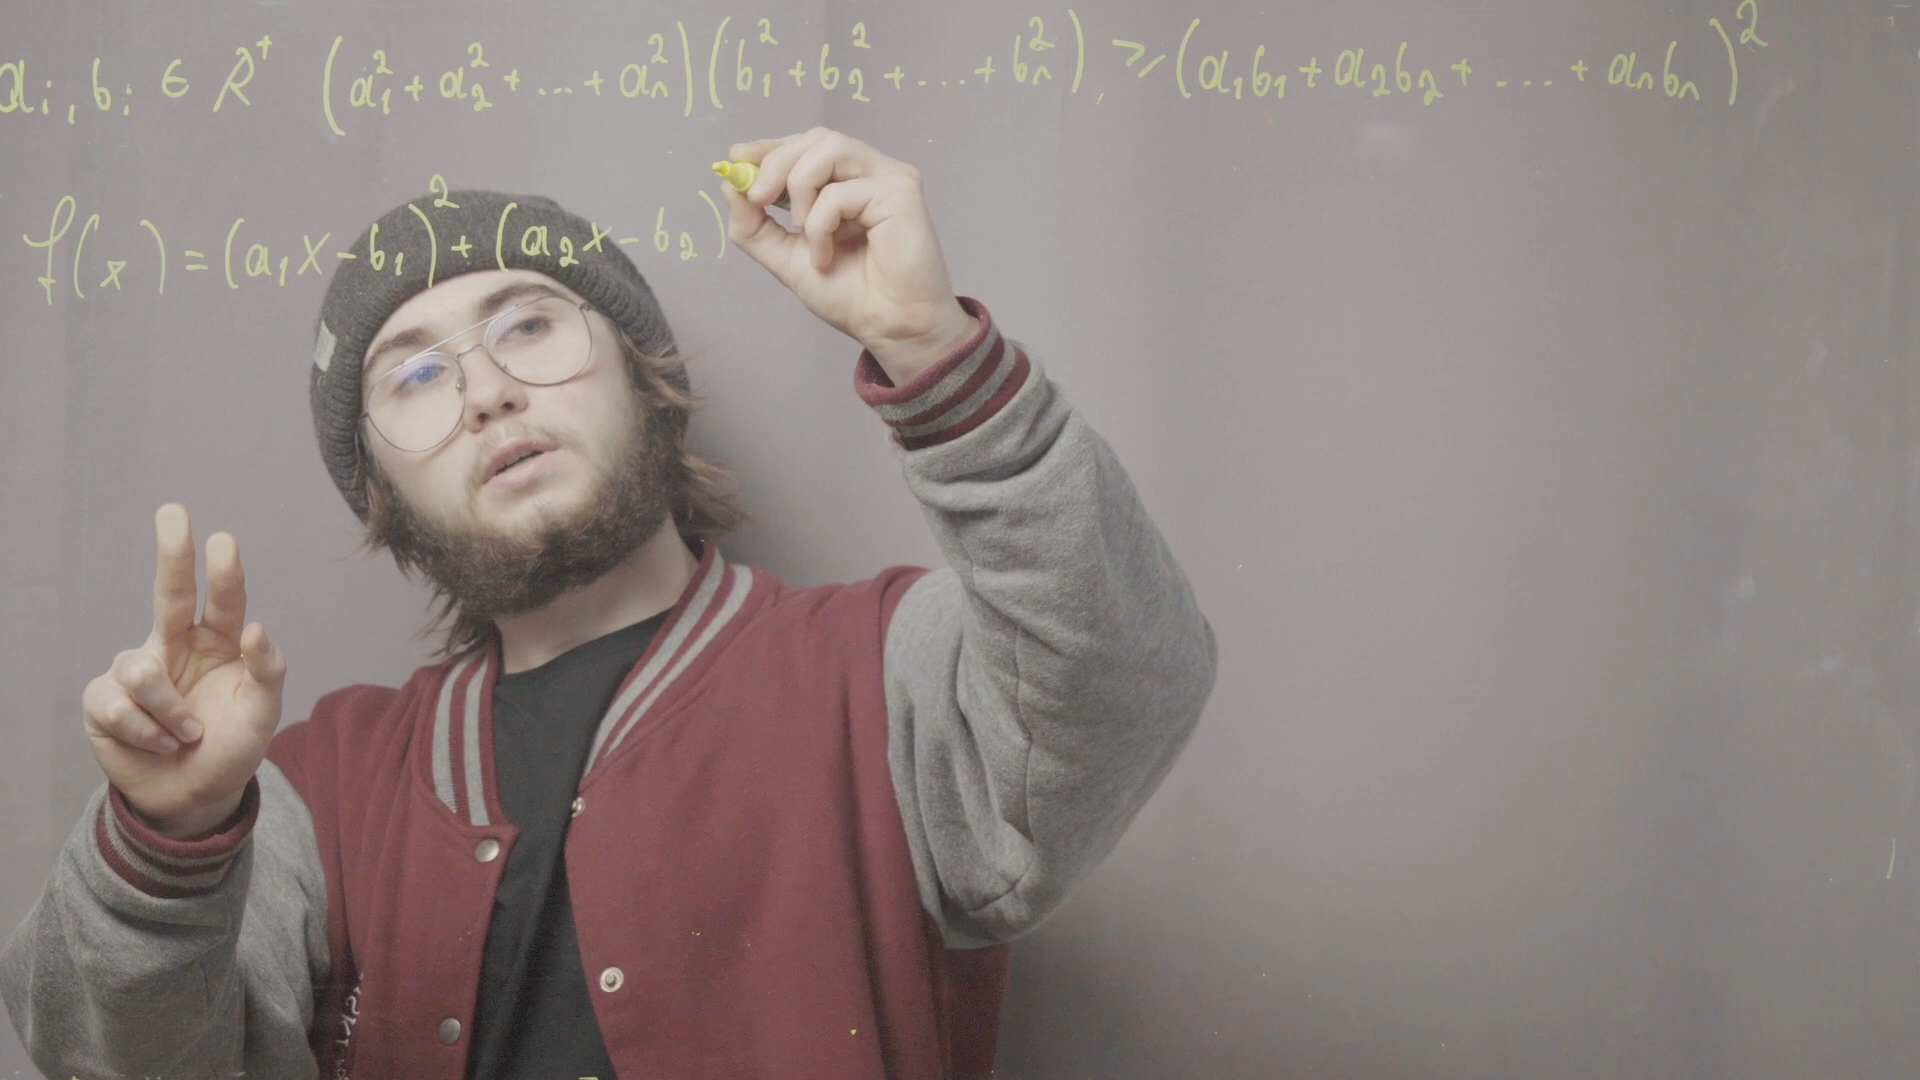 aᵢ, bᵢ ∈ R⁺ (a₁² + a₂² + ... + aₙ²)(b₁² + b₂² + ... + bₙ²) ⩾ (a₁b₁ + a₂b₂ + ... + aₙbₙ)²
f(x) = (a₁x - b₁)² + (a₂x - b₂)